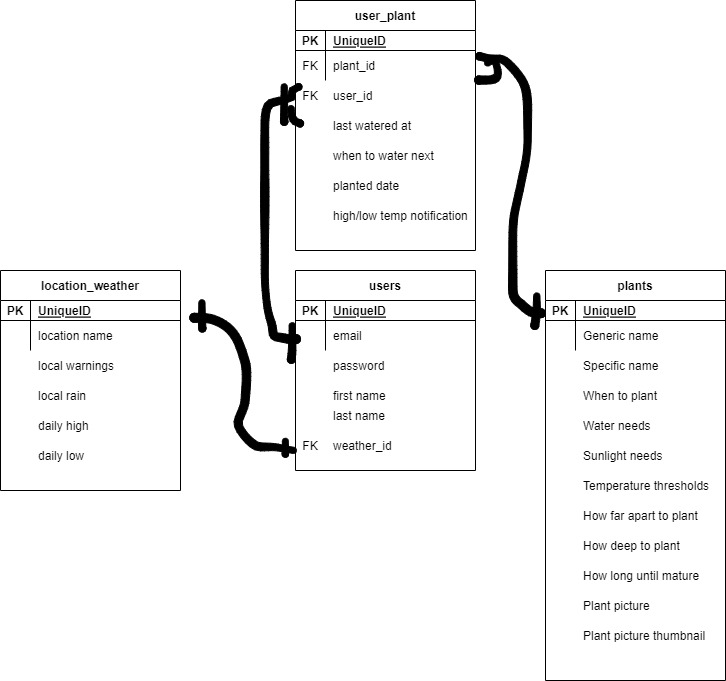 user_plant
PK UniqueID
FK plant_id
FK user_id
last watered at
when to water next
planted date
high/low temp notification
location_weather
PK UniqueID
location name
local warnings
local rain
daily high
daily low
users
PK UniqueID
email
password
first name
last name
FK weather_id
plants
PK UniqueID
Generic name
Specific name
When to plant
Water needs
Sunlight needs
Temperature thresholds
How far apart to plant
How deep to plant
How long until mature
Plant picture
Plant picture thumbnail